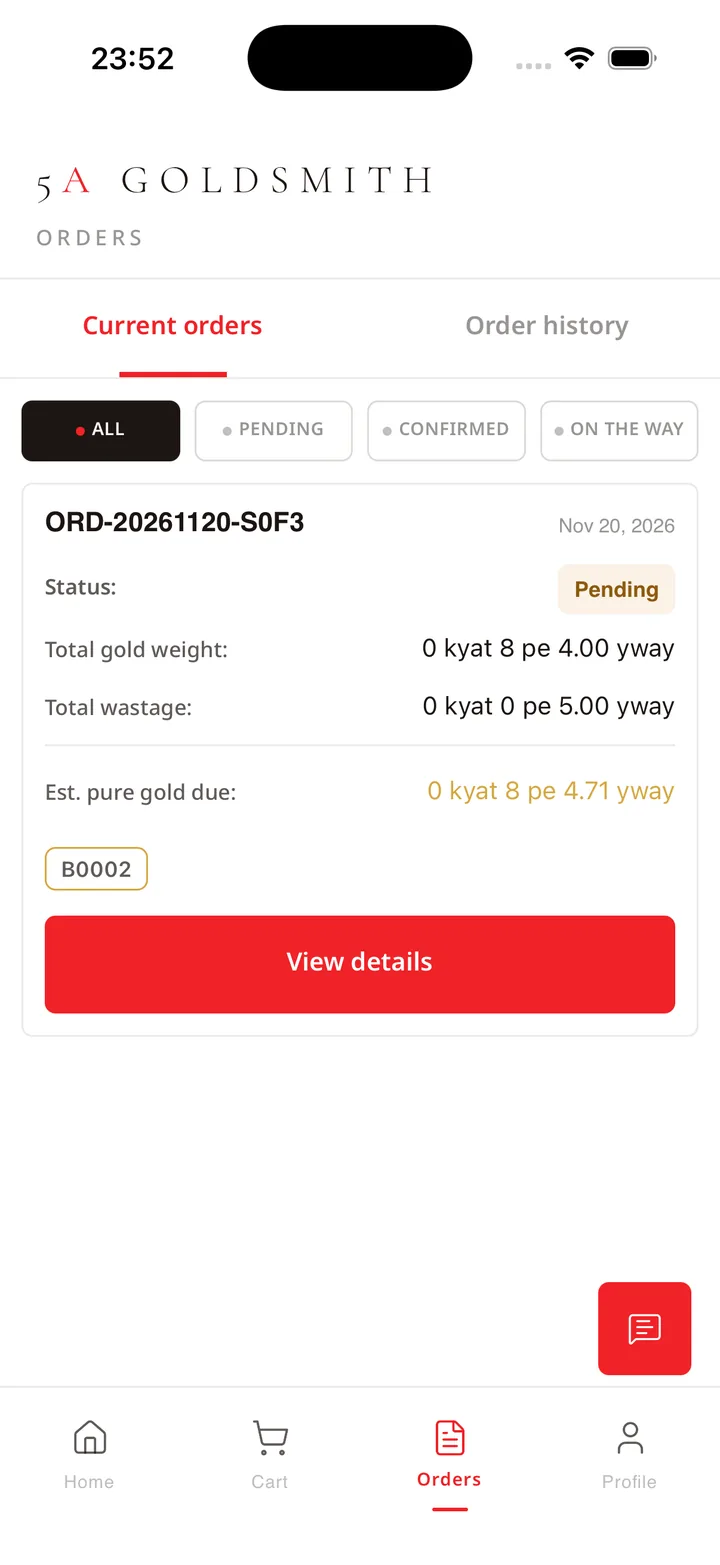 23:52
5A GOLDSMITH
ORDERS
Current orders
Order history
ALL
PENDING
CONFIRMED
ON THE WAY
ORD-20261120-S0F3
Nov 20, 2026
Status:
Pending
Total gold weight:
0 kyat 8 pe 4.00 yway
Total wastage:
0 kyat 0 pe 5.00 yway
Est. pure gold due:
0 kyat 8 pe 4.71 yway
B0002
View details
Home
Cart
Orders
Profile